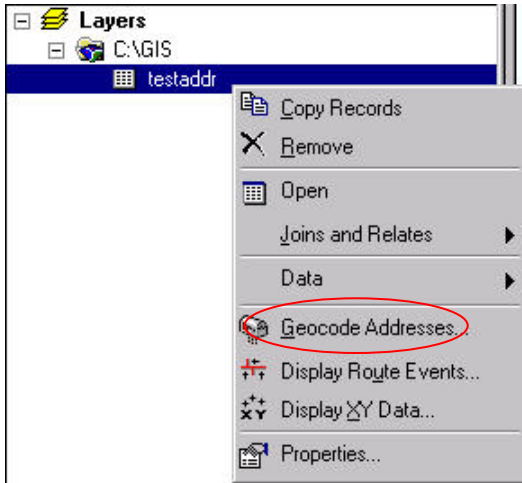 Layers
C:\GIS
testaddr
Copy Records
Remove
Open
Joins and Relates
Data
Geocode Addresses...
Display Route Events...
XY Display XY Data...
Properties...